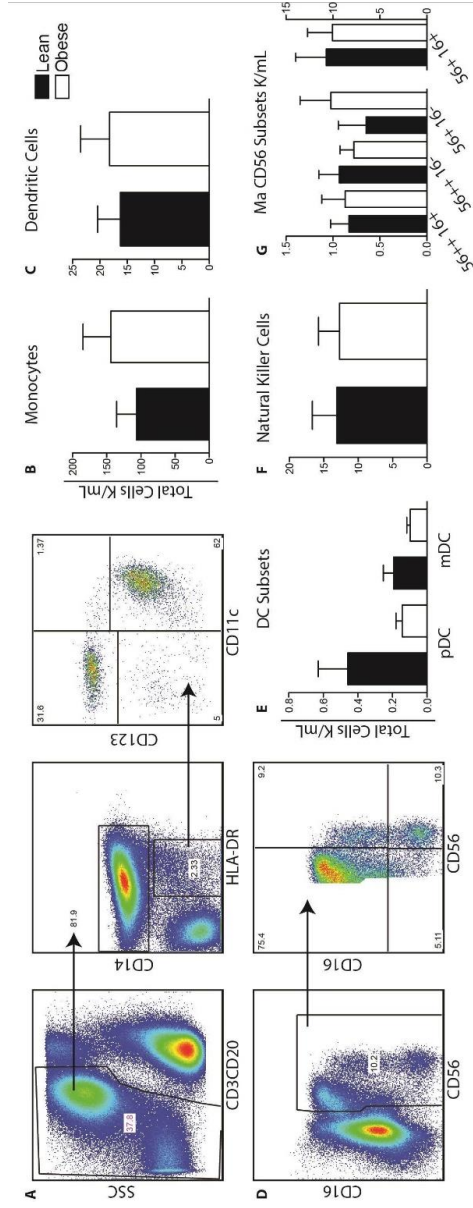 A
SSC
37.8
CD3CD20
81.9
CD14
2.33
HLA-DR
31.6
1.37
CD123
5
62
CD11c
B
Monocytes
Total Cells K/mL
200
150
100
50
0
C
Dendritic Cells
25
20
15
10
5
0
Lean
Obese
D
CD16
10.2
CD56
75.4
9.2
CD16
5.11
10.3
CD56
E
DC Subsets
Total Cells K/mL
0.8
0.6
0.4
0.2
0.0
pDC
mDC
F
Natural Killer Cells
20
15
10
5
0
G
Ma CD56 Subsets K/mL
1.5
1.0
0.5
0.0
56++ 16+
56++ 16-
56+ 16-
56+ 16+
15
10
5
0